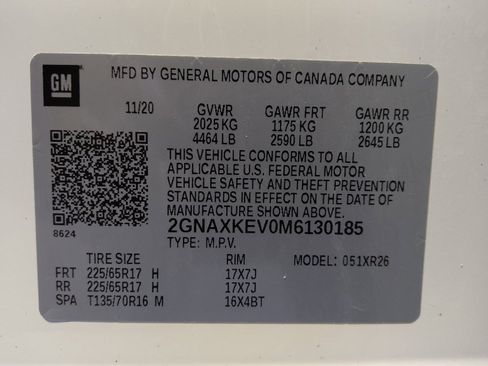 GM
MFD BY GENERAL MOTORS OF CANADA COMPANY
11/20 GVWR GAWR FRT GAWR RR
2025 KG 1175 KG 1200 KG
4464 LB 2590 LB 2645 LB
THIS VEHICLE CONFORMS TO ALL
APPLICABLE U.S. FEDERAL MOTOR
VEHICLE SAFETY AND THEFT PREVENTION
STANDARDS IN EFFECT ON THE DATE OF
MANUFACTURE SHOWN ABOVE.
8624 2GNAXKEV0M6130185
TYPE: M.P.V.
TIRE SIZE RIM MODEL: 051XR26
FRT 225/65R17 H 17X7J
RR 225/65R17 H 17X7J
SPA T135/70R16 M 16X4BT